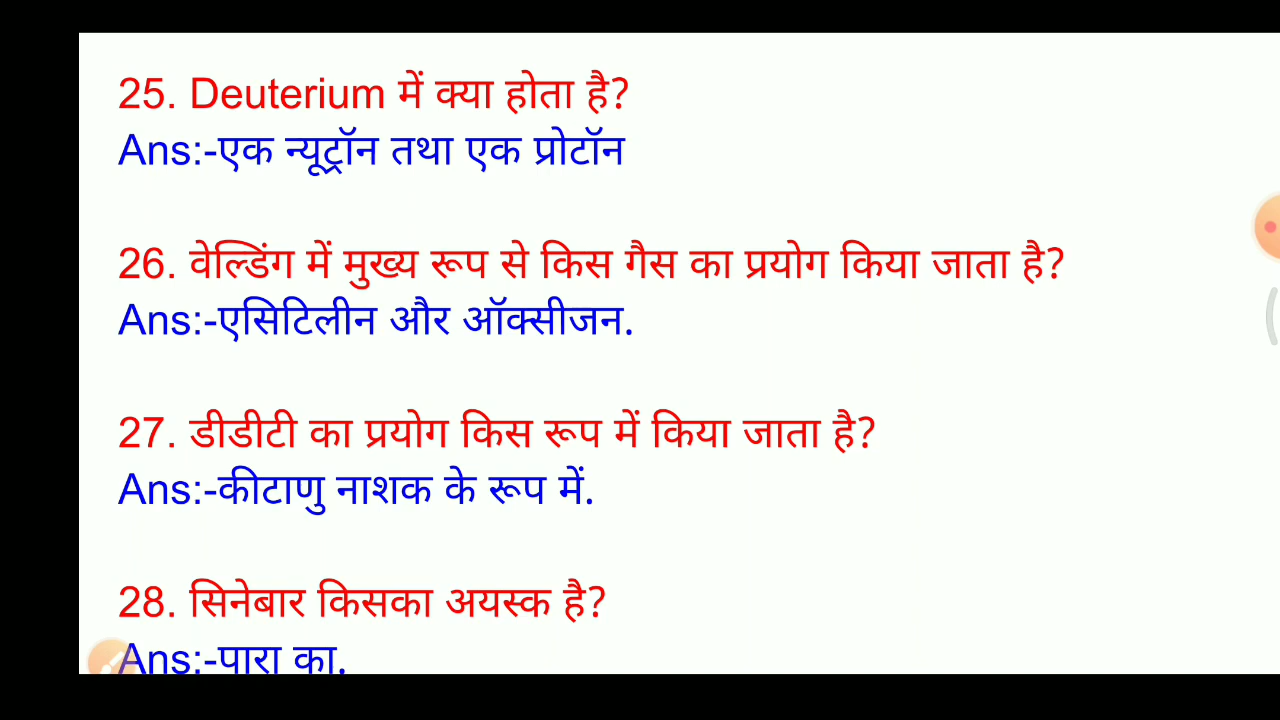 25. Deuterium में क्या होता है?
Ans:-एक न्यूट्रॉन तथा एक प्रोटॉन
26. वेल्डिंग में मुख्य रूप से किस गैस का प्रयोग किया जाता है?
Ans:-एसिटिलीन और ऑक्सीजन.
27. डीडीटी का प्रयोग किस रूप में किया जाता है?
Ans:-कीटाणु नाशक के रूप में.
28. सिनेबार किसका अयस्क है?
Ans:-पारा का.